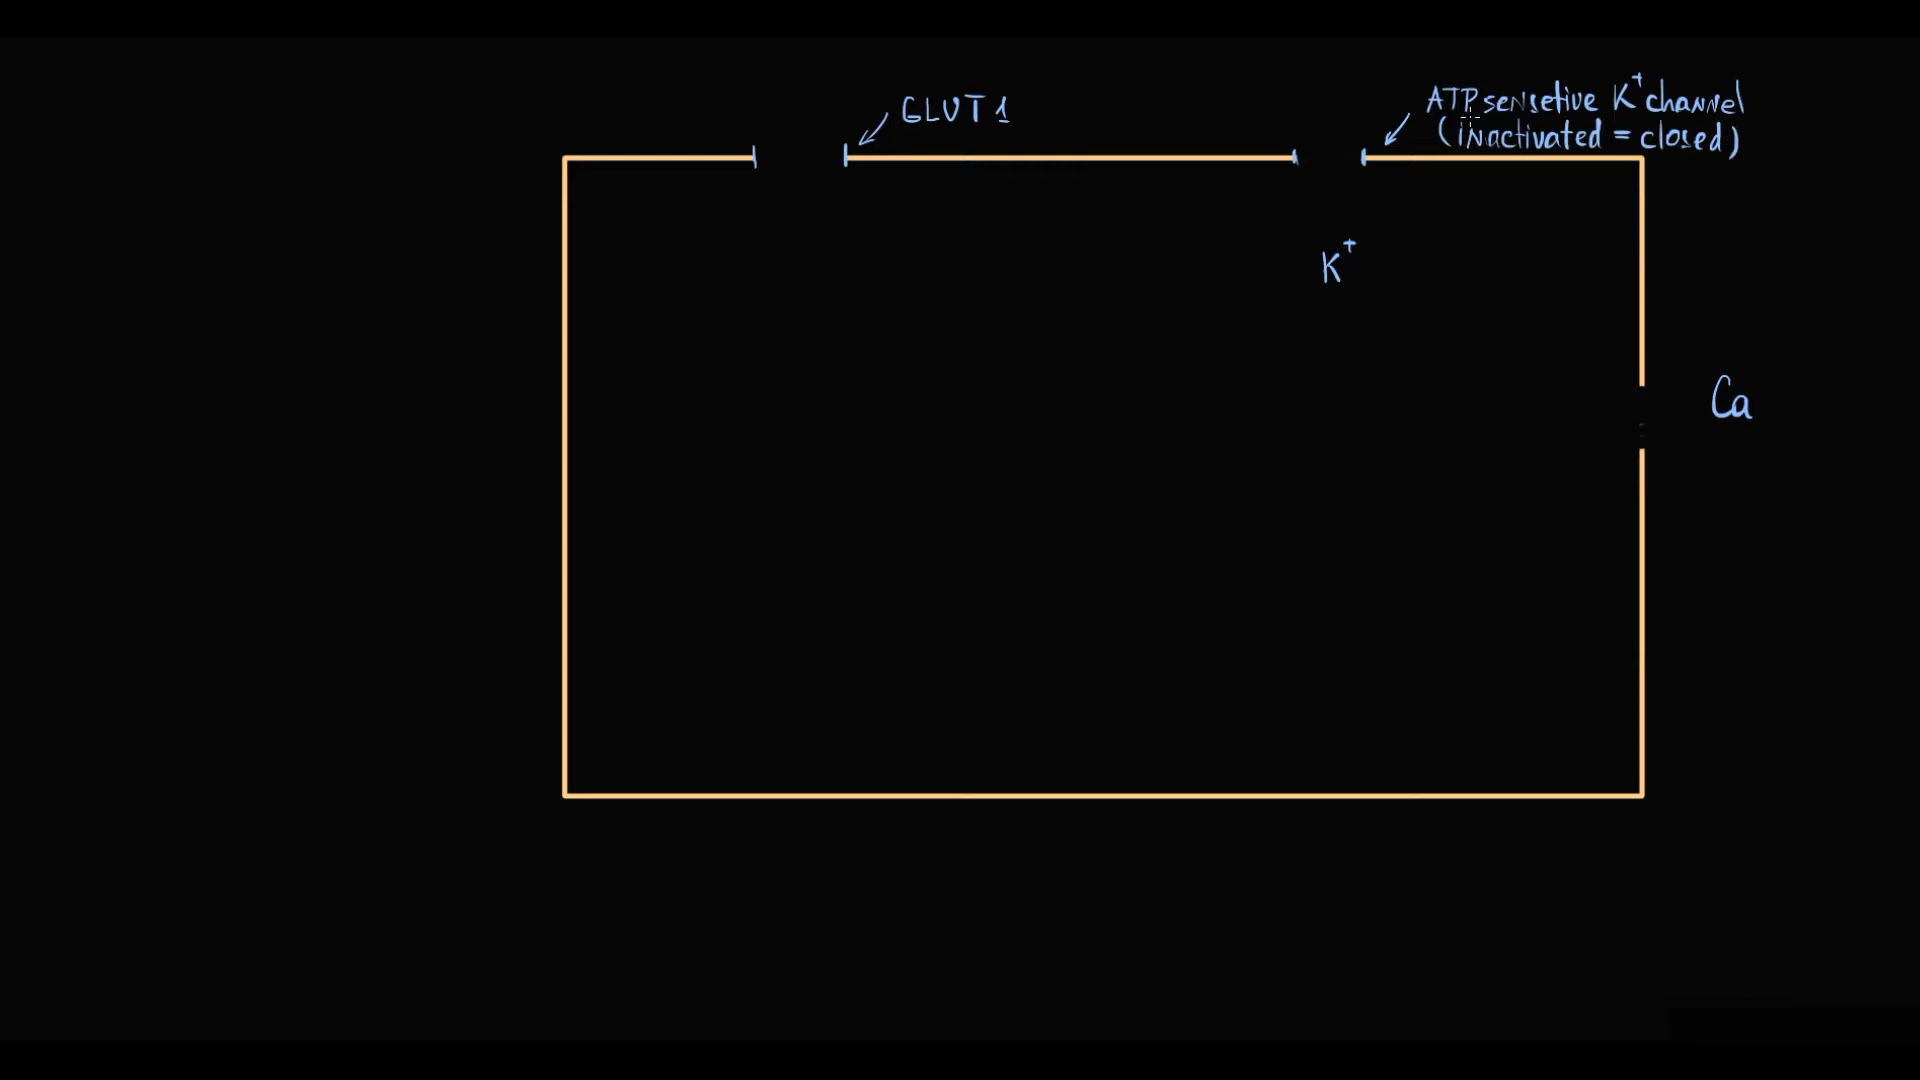 GLUT 1
ATP sensetive K+ channel
(inactivated = closed)
K+
Ca